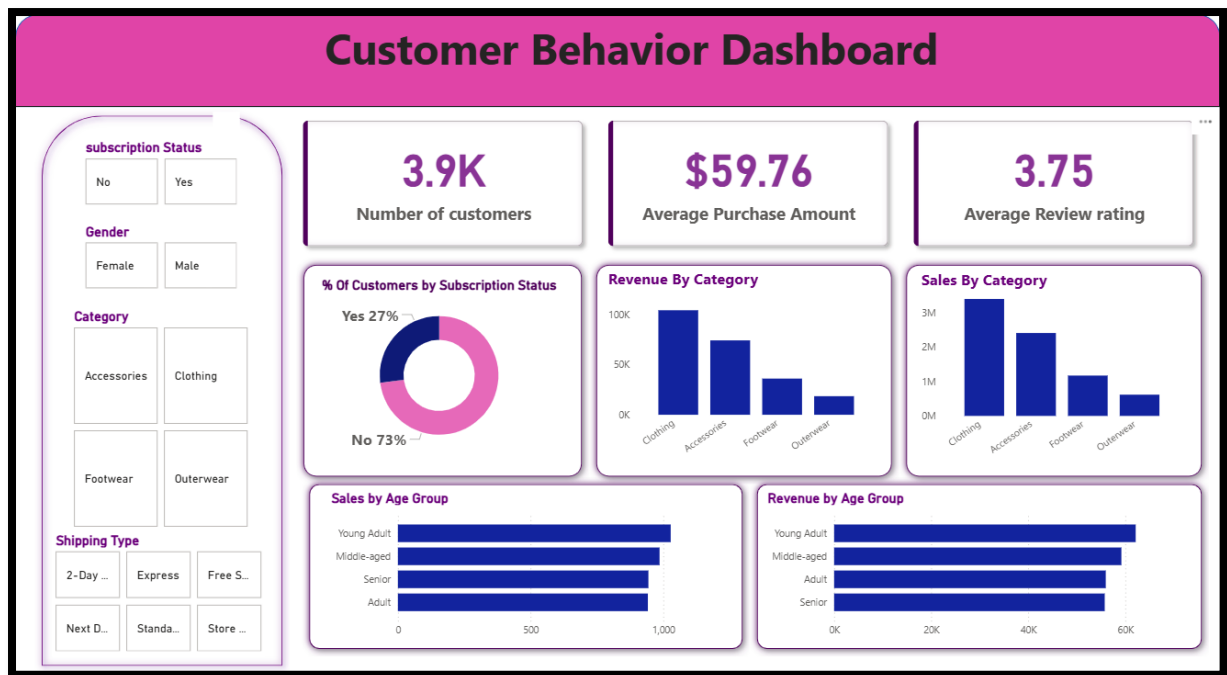 Customer Behavior Dashboard
subscription Status
No
Yes
Gender
Female
Male
Category
Accessories
Clothing
Footwear
Outerwear
Shipping Type
2-Day ...
Express
Free S...
Next D...
Standa...
Store ...
3.9K
Number of customers
$59.76
Average Purchase Amount
3.75
Average Review rating
% Of Customers by Subscription Status
Yes 27%
No 73%
Revenue By Category
100K
50K
0K
Clothing
Accessories
Footwear
Outerwear
Sales By Category
3M
2M
1M
0M
Clothing
Accessories
Footwear
Outerwear
Sales by Age Group
Young Adult
Middle-aged
Senior
Adult
0
500
1,000
Revenue by Age Group
Young Adult
Middle-aged
Adult
Senior
0K
20K
40K
60K